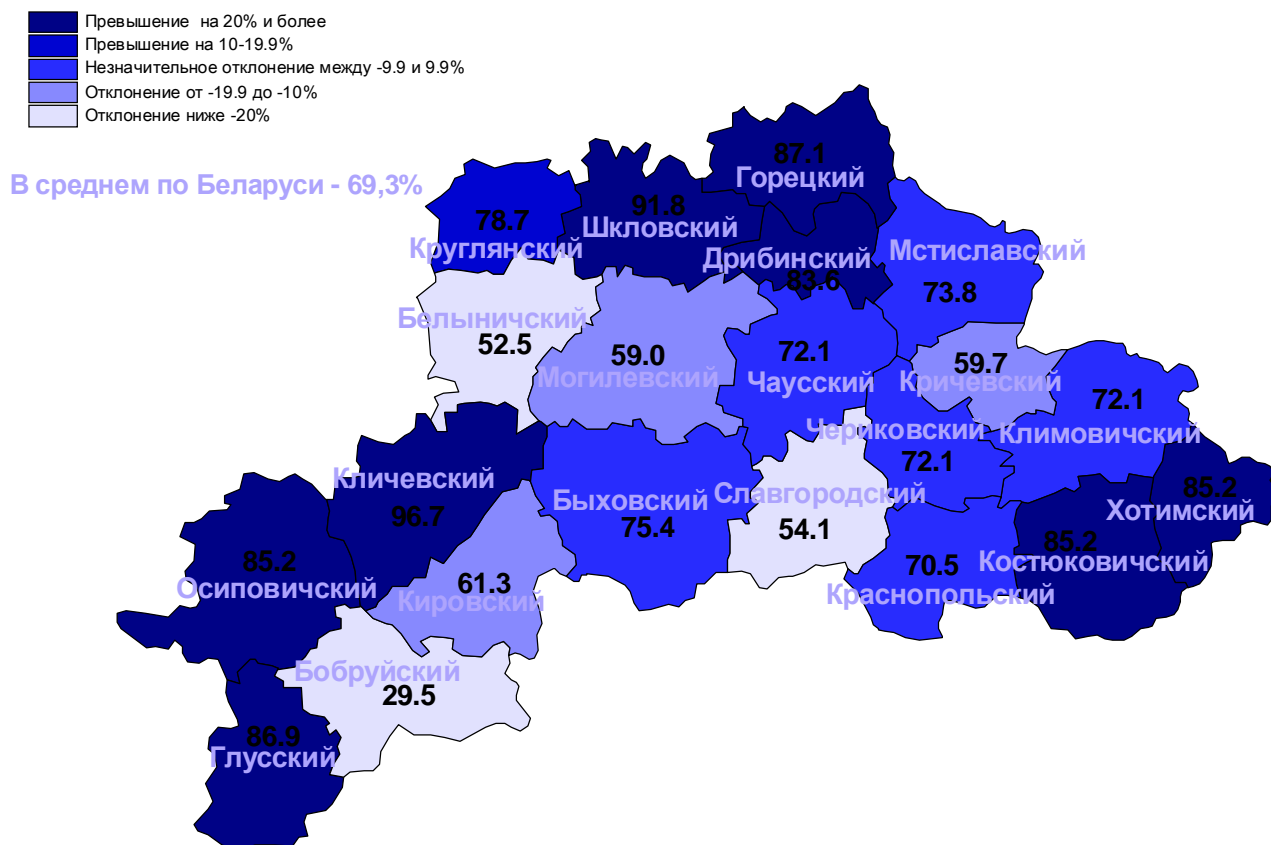 Превышение на 20% и более
Превышение на 10-19.9%
Незначительное отклонение между -9.9 и 9.9%
Отклонение от -19.9 до -10%
Отклонение ниже -20%
В среднем по Беларуси - 69,3%
87.1
Горецкий
91.8
Шкловский
78.7
Круглянский
Дрибинский
83.6
Мстиславский
73.8
Белыничский
52.5
59.0
Могилевский
72.1
Чаусский
59.7
Кричевский
72.1
Климовичский
Чериковский
72.1
Кличевский
96.7
Быховский
75.4
Славгородский
54.1
85.2
Хотимский
85.2
Костюковичский
70.5
Краснопольский
85.2
Осиповичский
61.3
Кировский
Бобруйский
29.5
86.9
Глусский